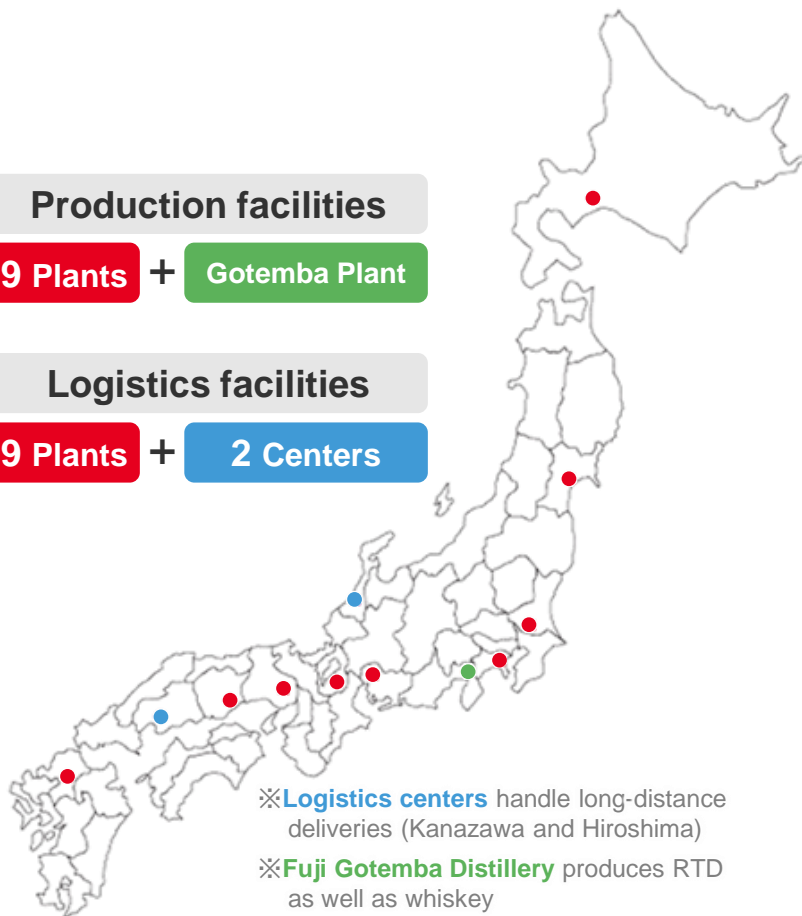 Production facilities
9 Plants + Gotemba Plant
Logistics facilities
9 Plants + 2 Centers
※Logistics centers handle long-distance
deliveries (Kanazawa and Hiroshima)
※Fuji Gotemba Distillery produces RTD
as well as whiskey